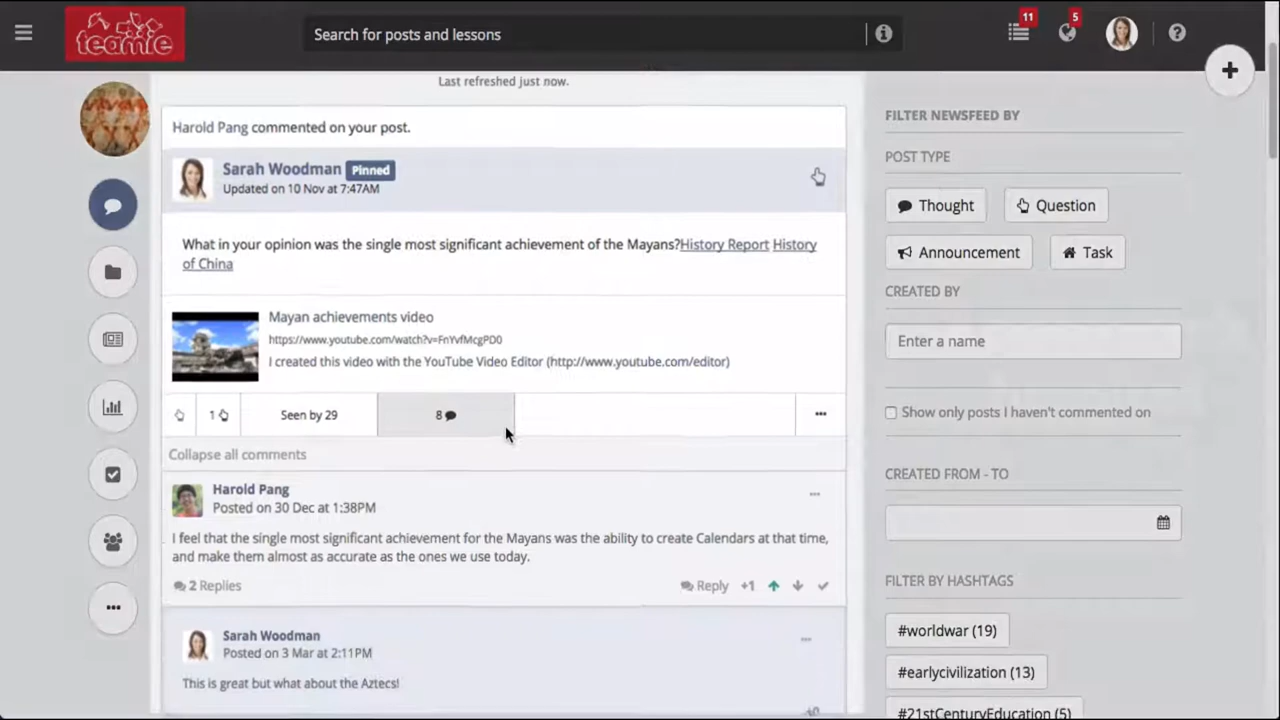 teamie
Search for posts and lessons
11
5
Last refreshed just now.
Harold Pang commented on your post.
Sarah Woodman Pinned
Updated on 10 Nov at 7:47AM
What in your opinion was the single most significant achievement of the Mayans?History Report History
of China
Mayan achievements video
https://www.youtube.com/watch?v=FnYvfMcgPD0
I created this video with the YouTube Video Editor (http://www.youtube.com/editor)
1
Seen by 29
8
Collapse all comments
Harold Pang
Posted on 30 Dec at 1:38PM
I feel that the single most significant achievement for the Mayans was the ability to create Calendars at that time,
and make them almost as accurate as the ones we use today.
2 Replies
Reply +1
Sarah Woodman
Posted on 3 Mar at 2:11PM
This is great but what about the Aztecs!
FILTER NEWSFEED BY
POST TYPE
Thought
Question
Announcement
Task
CREATED BY
Enter a name
Show only posts I haven't commented on
CREATED FROM - TO
FILTER BY HASHTAGS
#worldwar (19)
#earlycivilization (13)
#21stCenturyEducation (5)